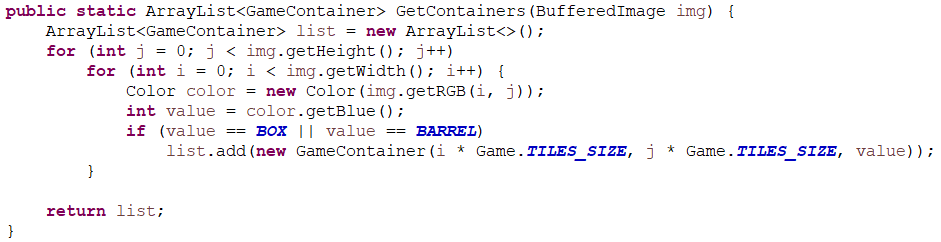 public static ArrayList<GameContainer> GetContainers(BufferedImage img) {
    ArrayList<GameContainer> list = new ArrayList<>();
    for (int j = 0; j < img.getHeight(); j++)
        for (int i = 0; i < img.getWidth(); i++) {
            Color color = new Color(img.getRGB(i, j));
            int value = color.getBlue();
            if (value == BOX || value == BARREL)
                list.add(new GameContainer(i * Game.TILES_SIZE, j * Game.TILES_SIZE, value));
        }

    return list;
}